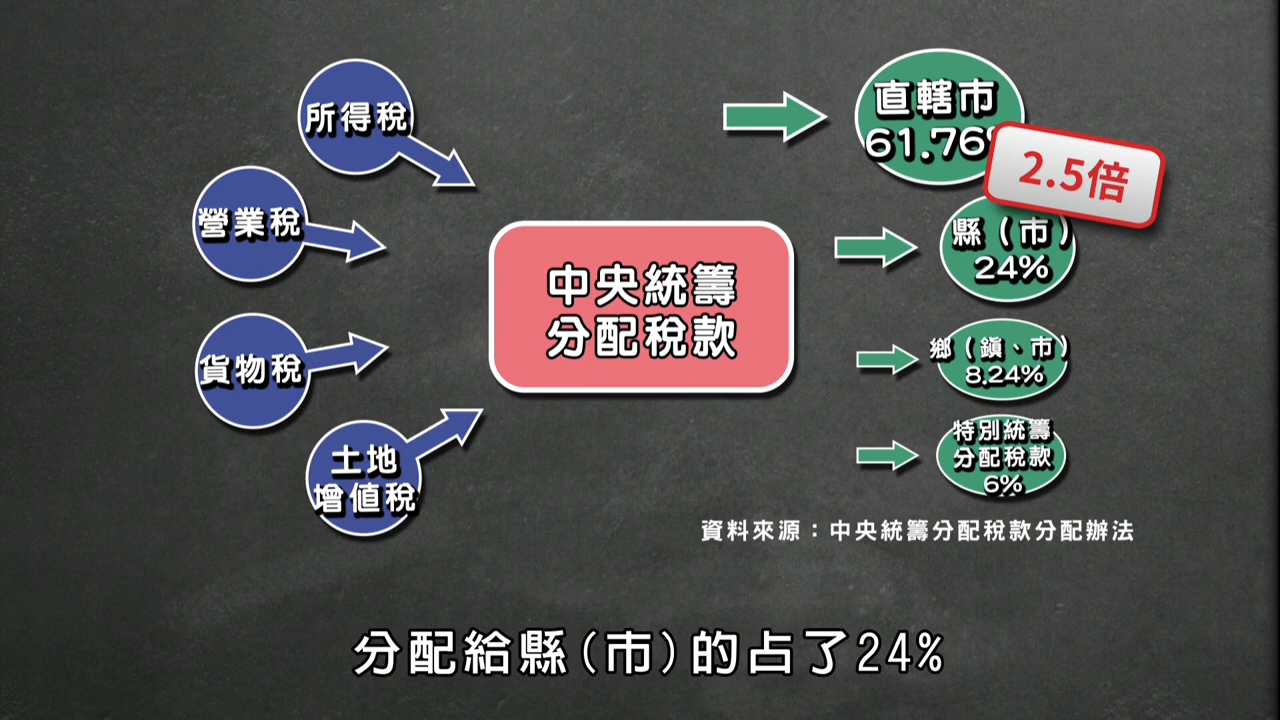 所得稅
營業稅
貨物稅
土地
增值稅
中央統籌
分配稅款
直轄市
61.76%
2.5倍
縣（市）
24%
鄉（鎮、市）
8.24%
特別統籌
分配稅款
6%
資料來源：中央統籌分配稅款分配辦法
分配給縣(市)的占了24%